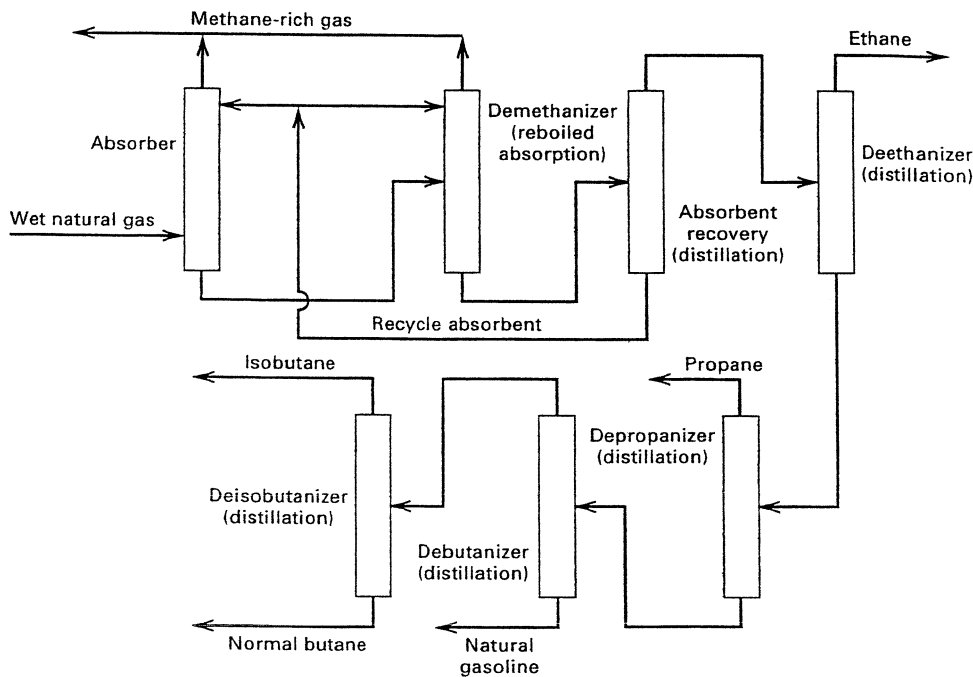 Methane-rich gas
Ethane
Absorber
Demethanizer
(reboiled
absorption)
Deethanizer
(distillation)
Wet natural gas
Absorbent
recovery
(distillation)
Recycle absorbent
Isobutane
Propane
Depropanizer
(distillation)
Deisobutanizer
(distillation)
Debutanizer
(distillation)
Normal butane
Natural
gasoline